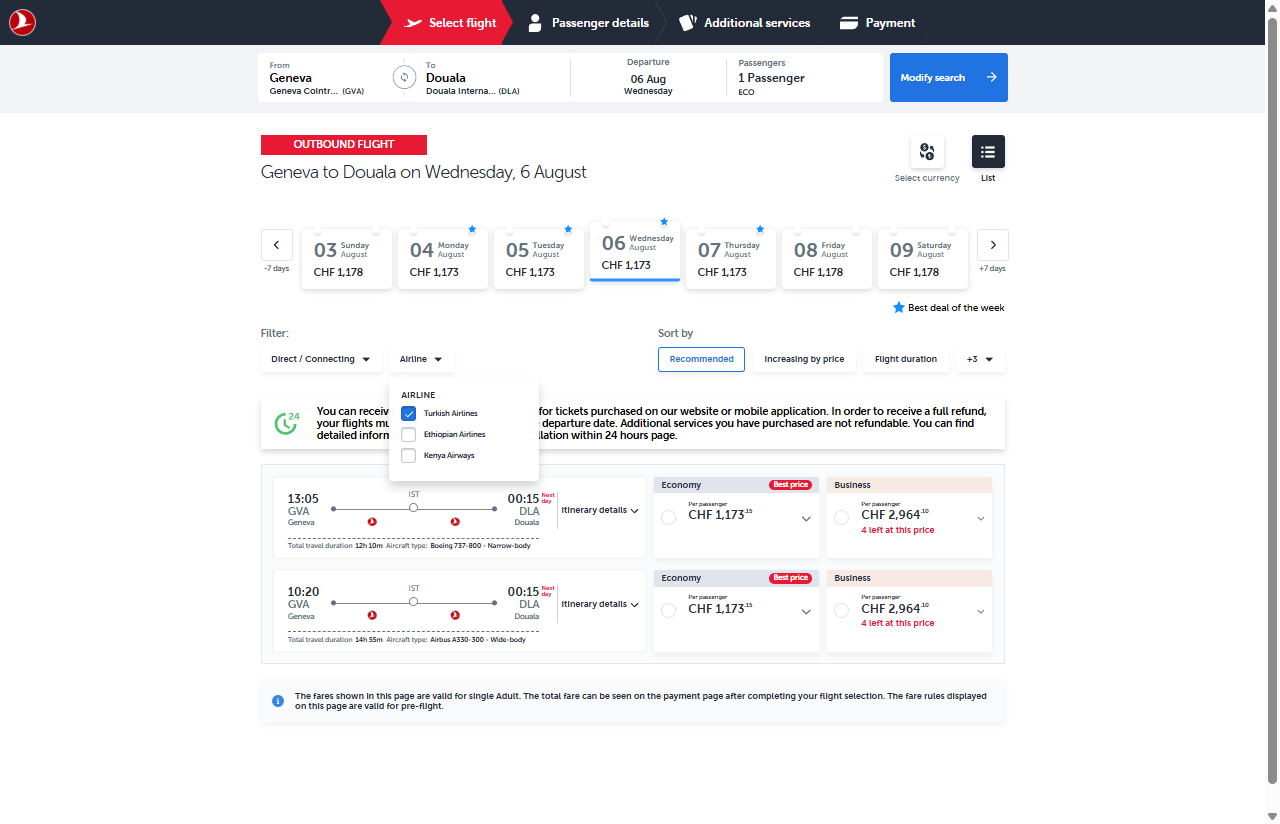 Select flight
Passenger details
Additional services
Payment
From
Geneva
Geneva Cointr... (GVA)
To
Douala
Douala Interna... (DLA)
Departure
06 Aug
Wednesday
Passengers
1 Passenger
ECO
Modify search
OUTBOUND FLIGHT
Geneva to Douala on Wednesday, 6 August
Select currency
List
-7 days
03 Sunday August
CHF 1,178
04 Monday August
CHF 1,173
05 Tuesday August
CHF 1,173
06 Wednesday August
CHF 1,173
07 Thursday August
CHF 1,173
08 Friday August
CHF 1,178
09 Saturday August
CHF 1,178
+7 days
Best deal of the week
Filter:
Sort by
Direct / Connecting
Airline
Recommended
Increasing by price
Flight duration
+3
AIRLINE
Turkish Airlines
Ethiopian Airlines
Kenya Airways
24
You can receiv
for tickets purchased on our website or mobile application. In order to receive a full refund,
your flights mu
departure date. Additional services you have purchased are not refundable. You can find
detailed inform
llation within 24 hours page.
13:05
GVA
Geneva
IST
00:15 Next day
DLA
Douala
Itinerary details
Total travel duration 12h 10m Aircraft type: Boeing 737-800 - Narrow-body
Economy
Best price
Per passenger
CHF 1,173.15
Business
Per passenger
CHF 2,964.10
4 left at this price
10:20
GVA
Geneva
IST
00:15 Next day
DLA
Douala
Itinerary details
Total travel duration 14h 55m Aircraft type: Airbus A330-300 - Wide-body
Economy
Best price
Per passenger
CHF 1,173.15
Business
Per passenger
CHF 2,964.10
4 left at this price
The fares shown in this page are valid for single Adult. The total fare can be seen on the payment page after completing your flight selection. The fare rules displayed
on this page are valid for pre-flight.